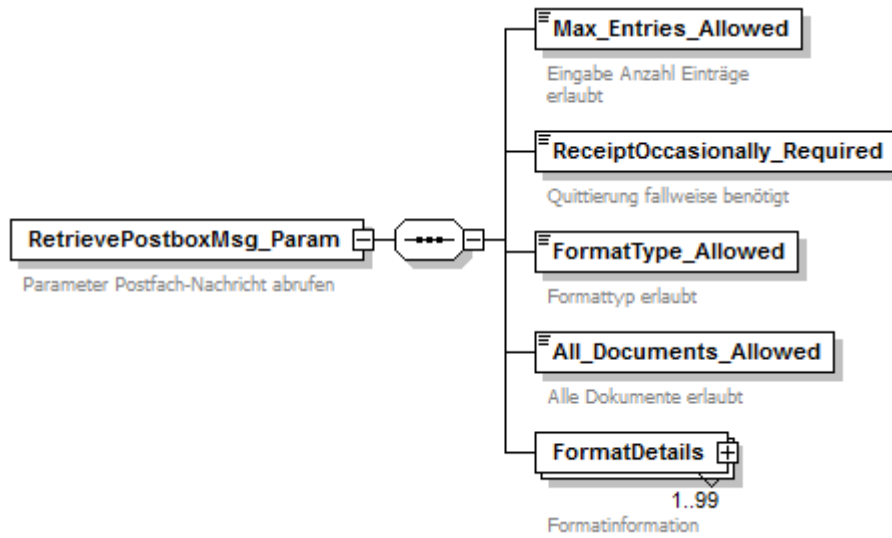 Max_Entries_Allowed
Eingabe Anzahl Einträge
erlaubt
ReceiptOccasionally_Required
Quittierung fallweise benötigt
RetrievePostboxMsg_Param
Parameter Postfach-Nachricht abrufen
FormatType_Allowed
Formattyp erlaubt
All_Documents_Allowed
Alle Dokumente erlaubt
FormatDetails
1..99
Formatinformation